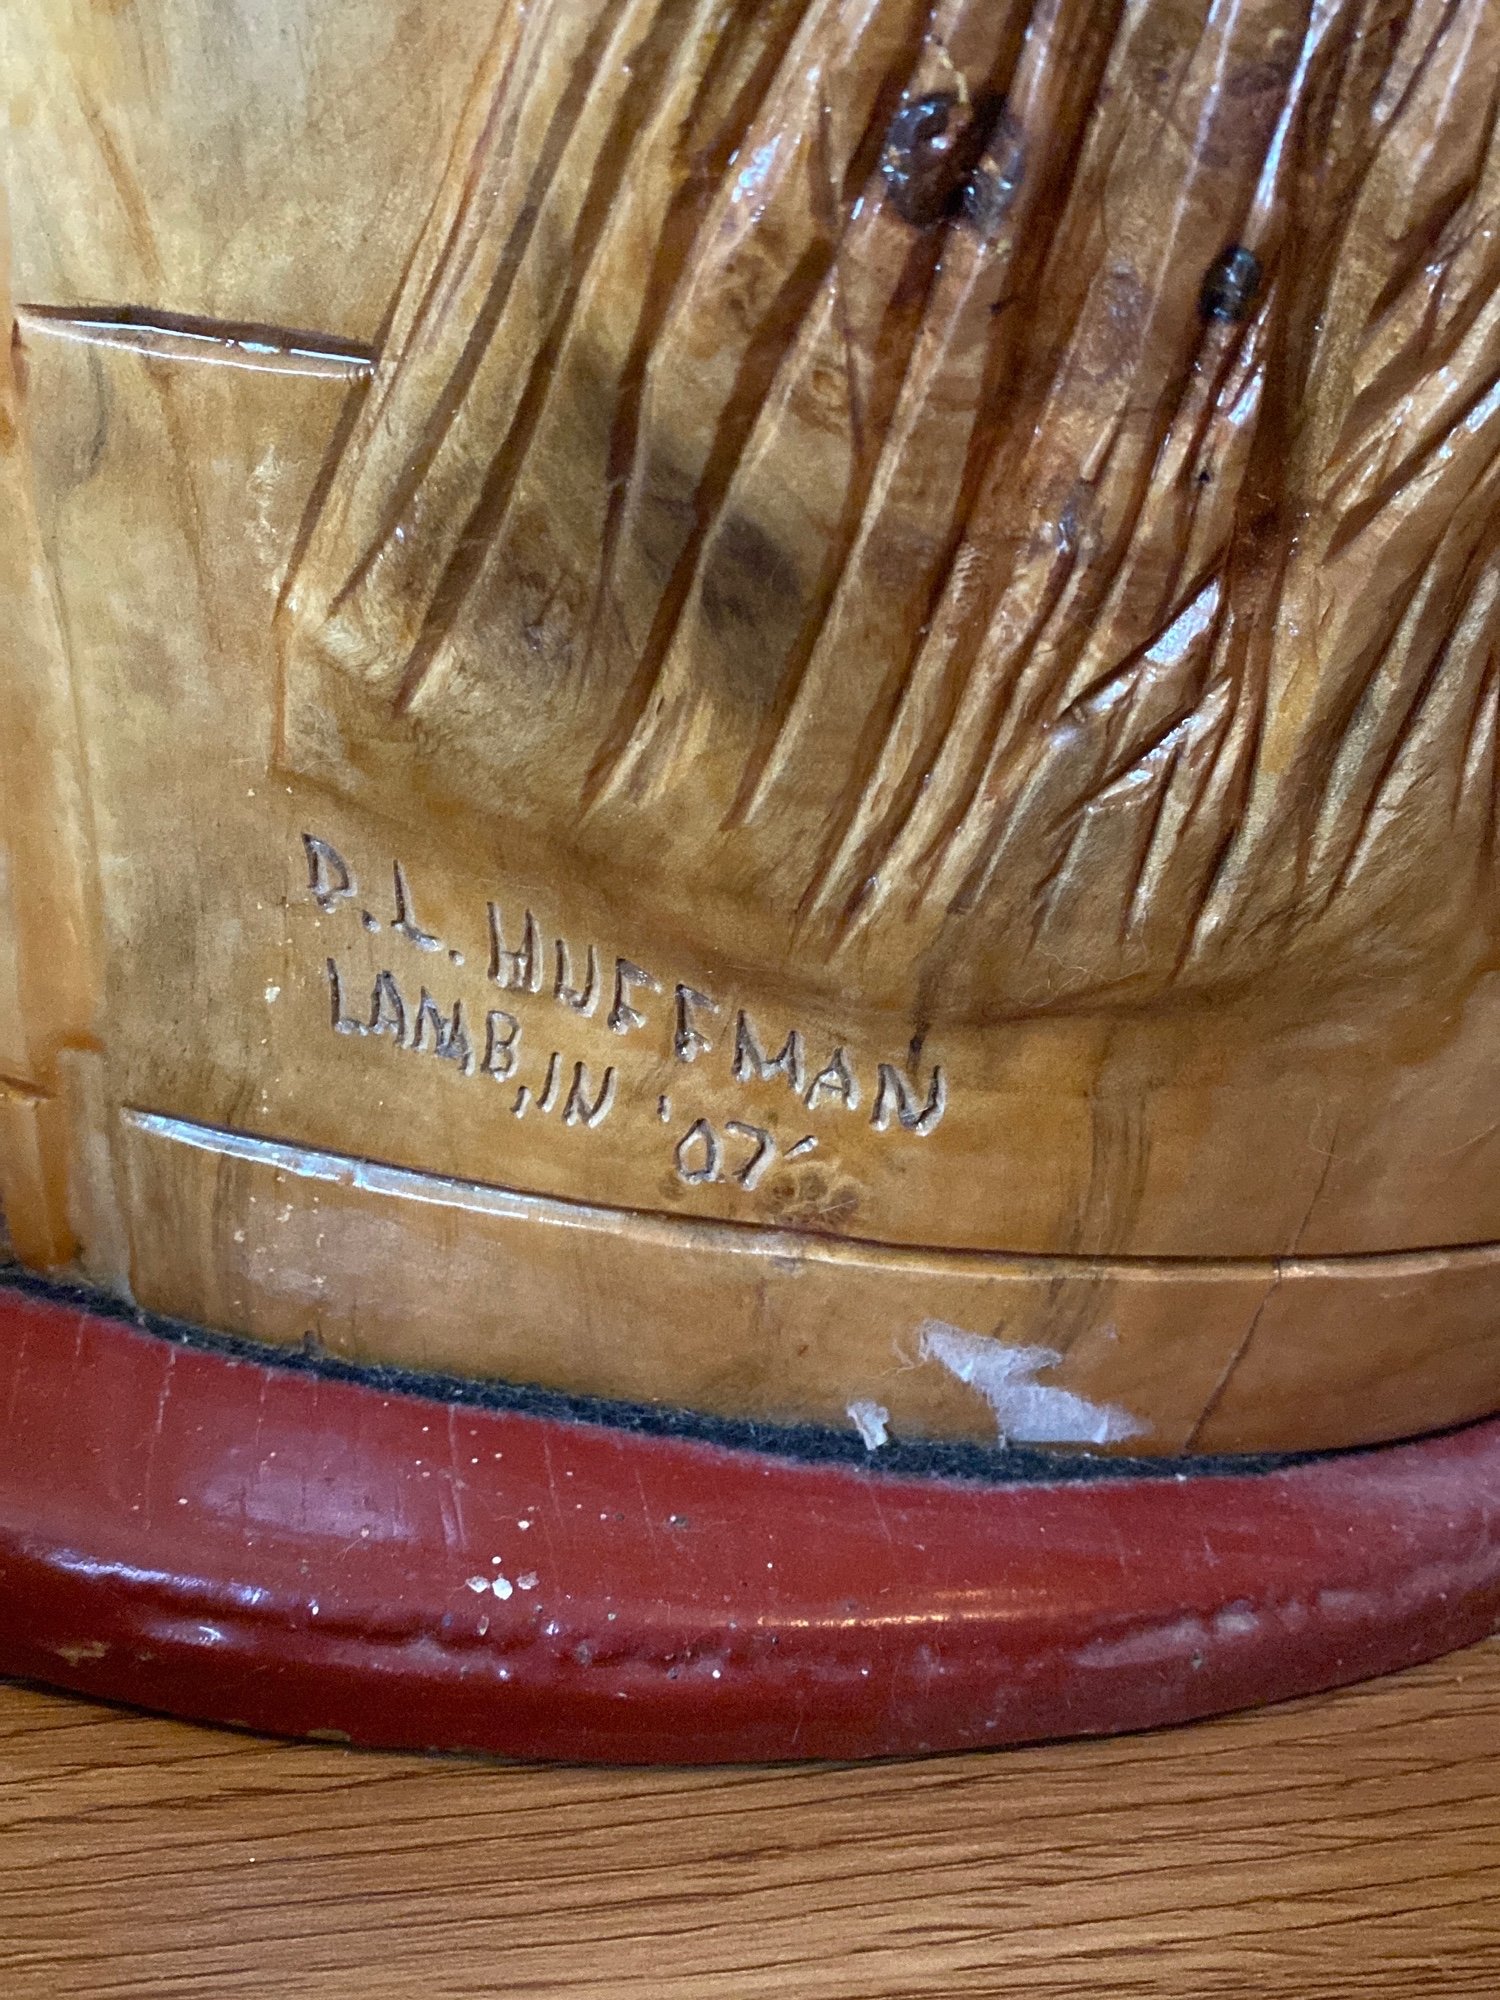 D.L. HUFFMAN
LAMB, IN '07'